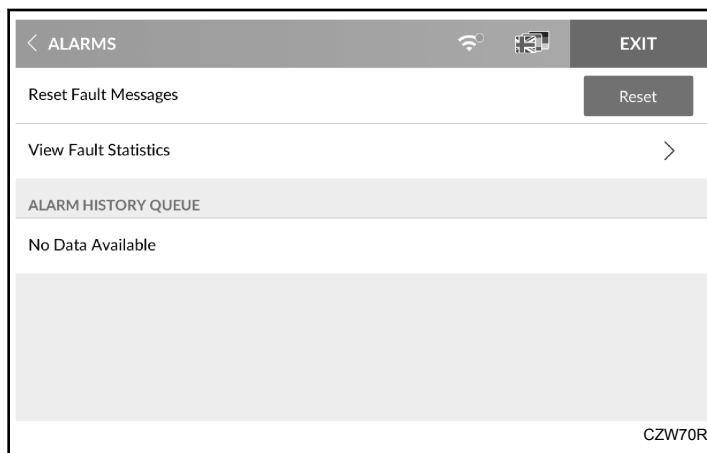 ALARMS
EXIT
Reset Fault Messages
Reset
View Fault Statistics
ALARM HISTORY QUEUE
No Data Available
CZW70R